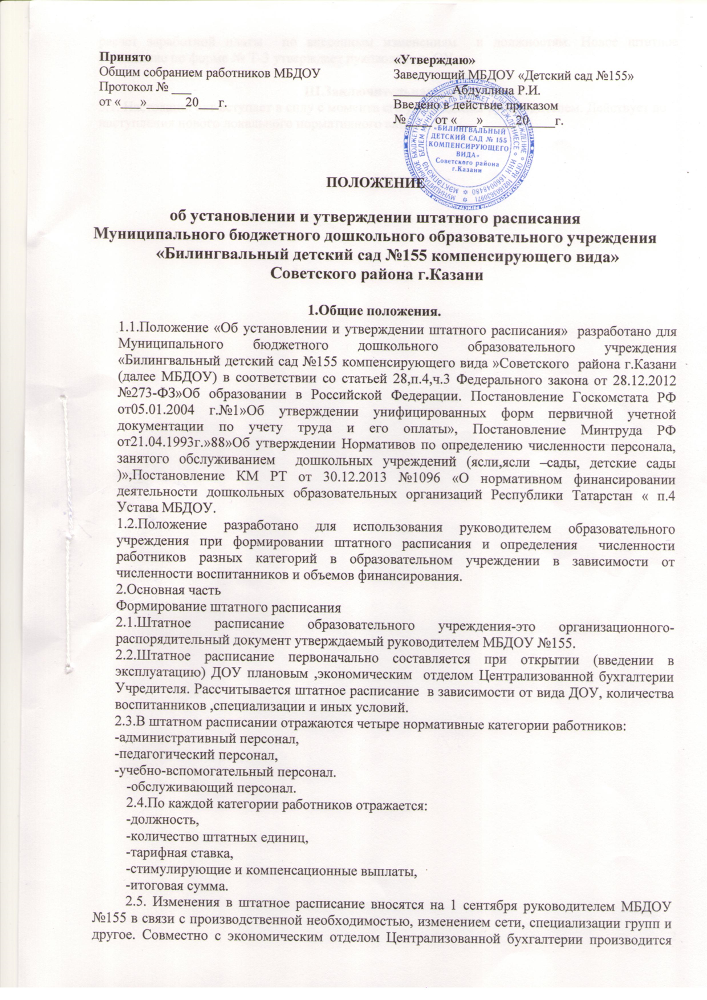 Принято
Общим собранием работников МБДОУ
Протокол № ___
от «___»______20___г.
«Утверждаю»
Заведующий МБДОУ «Детский сад №155»
_________Абдуллина Р.И.
Введено в действие приказом
№____ от «___»_____20____г.
«БИЛИНГВАЛЬНЫЙ
ДЕТСКИЙ САД № 155
КОМПЕНСИРУЮЩЕГО
ВИДА»
Советского района
г.Казани
ПОЛОЖЕНИЕ
об установлении и утверждении штатного расписания
Муниципального бюджетного дошкольного образовательного учреждения
«Билингвальный детский сад №155 компенсирующего вида»
Советского района г.Казани
1.Общие положения.
1.1.Положение «Об установлении и утверждении штатного расписания» разработано для
Муниципального бюджетного дошкольного образовательного учреждения
«Билингвальный детский сад №155 компенсирующего вида »Советского района г.Казани
(далее МБДОУ) в соответствии со статьей 28,п.4,ч.3 Федерального закона от 28.12.2012
№273-ФЗ»Об образовании в Российской Федерации. Постановление Госкомстата РФ
от05.01.2004 г.№1»Об утверждении унифицированных форм первичной учетной
документации по учету труда и его оплаты», Постановление Минтруда РФ
от21.04.1993г.»88»Об утверждении Нормативов по определению численности персонала,
занятого обслуживанием дошкольных учреждений (ясли,ясли –сады, детские сады
)»,Постановление КМ РТ от 30.12.2013 №1096 «О нормативном финансировании
деятельности дошкольных образовательных организаций Республики Татарстан « п.4
Устава МБДОУ.
1.2.Положение разработано для использования руководителем образовательного
учреждения при формировании штатного расписания и определения численности
работников разных категорий в образовательном учреждении в зависимости от
численности воспитанников и объемов финансирования.
2.Основная часть
Формирование штатного расписания
2.1.Штатное расписание образовательного учреждения-это организационного-
распорядительный документ утверждаемый руководителем МБДОУ №155.
2.2.Штатное расписание первоначально составляется при открытии (введении в
эксплуатацию) ДОУ плановым ,экономическим отделом Централизованной бухгалтерии
Учредителя. Рассчитывается штатное расписание в зависимости от вида ДОУ, количества
воспитанников ,специализации и иных условий.
2.3.В штатном расписании отражаются четыре нормативные категории работников:
-административный персонал,
-педагогический персонал,
-учебно-вспомогательный персонал.
-обслуживающий персонал.
2.4.По каждой категории работников отражается:
-должность,
-количество штатных единиц,
-тарифная ставка,
-стимулирующие и компенсационные выплаты,
-итоговая сумма.
2.5. Изменения в штатное расписание вносятся на 1 сентября руководителем МБДОУ
№155 в связи с производственной необходимостью, изменением сети, специализации групп и
другое. Совместно с экономическим отделом Централизованной бухгалтерии производится